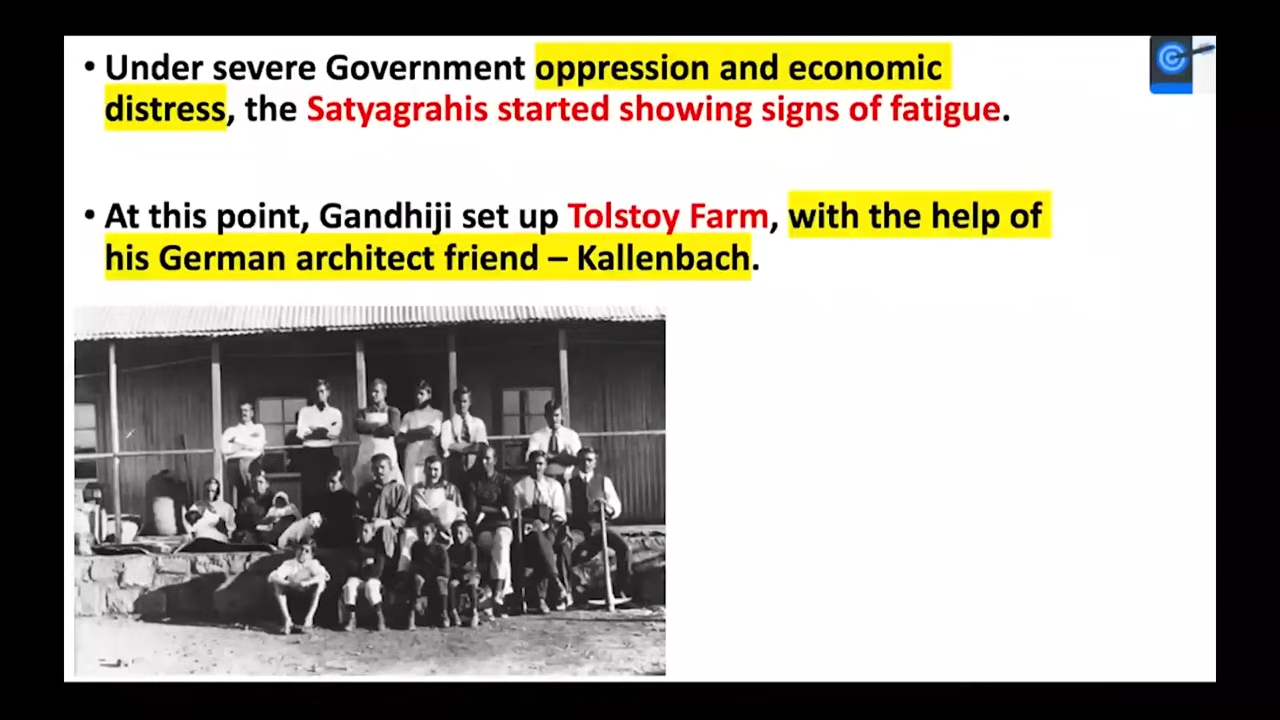 • Under severe Government oppression and economic
distress, the Satyagrahis started showing signs of fatigue.
• At this point, Gandhiji set up Tolstoy Farm, with the help of
his German architect friend – Kallenbach.